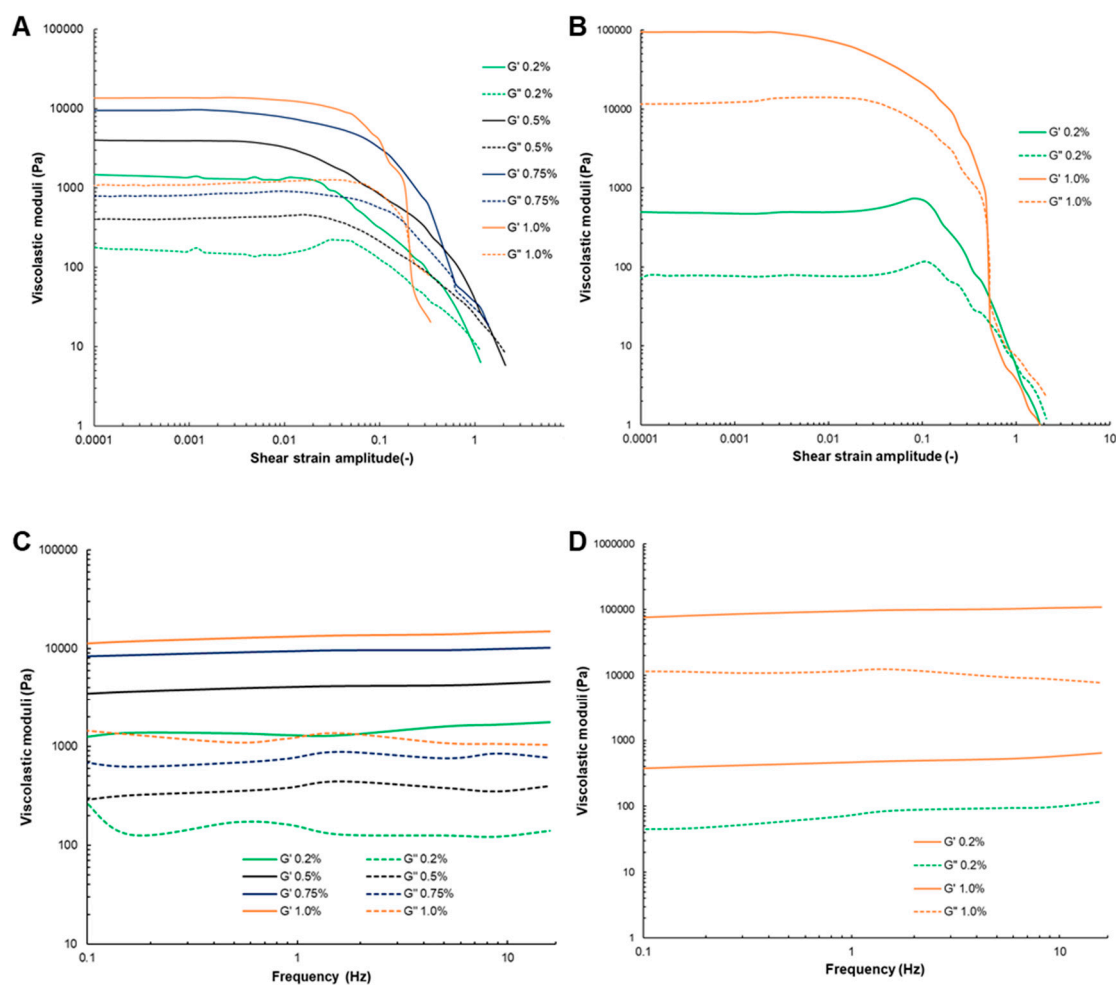 A
Viscolastic moduli (Pa)
100000
10000
1000
100
10
1
0.0001
0.001
0.01
0.1
1
Shear strain amplitude(-)
G' 0.2%
G" 0.2%
G' 0.5%
G" 0.5%
G' 0.75%
G" 0.75%
G' 1.0%
G" 1.0%
B
Viscolastic moduli (Pa)
100000
10000
1000
100
10
1
0.0001
0.001
0.01
0.1
1
10
Shear strain amplitude (-)
G' 0.2%
G" 0.2%
G' 1.0%
G" 1.0%
C
Viscolastic moduli (Pa)
100000
10000
1000
100
10
0.1
1
10
Frequency (Hz)
G' 0.2%
G'' 0.2%
G' 0.5%
G'' 0.5%
G' 0.75%
G'' 0.75%
G' 1.0%
G'' 1.0%
D
Viscolastic moduli (Pa)
1000000
100000
10000
1000
100
10
1
0.1
1
10
Frequency (Hz)
G' 0.2%
G" 0.2%
G' 1.0%
G" 1.0%